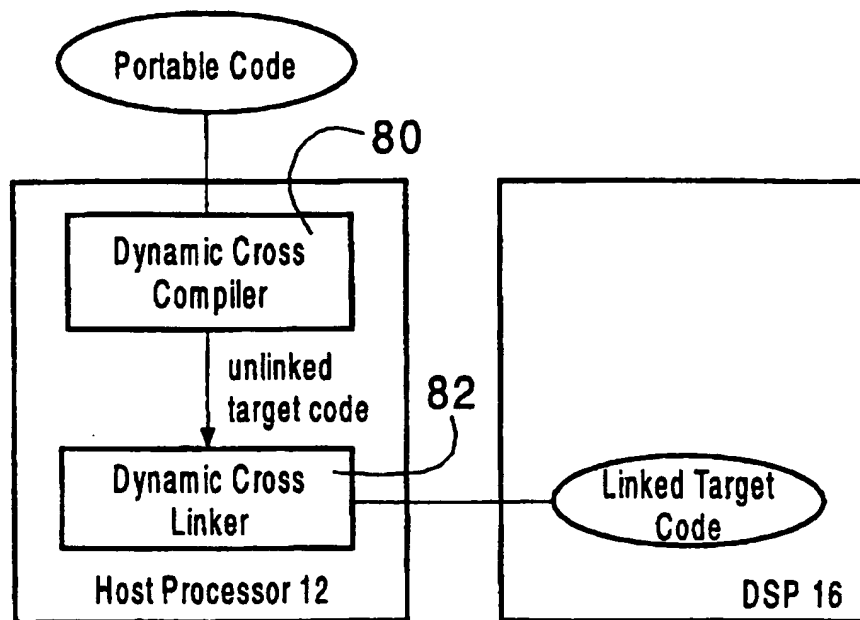 Portable Code
80
Dynamic Cross
Compiler
unlinked
target code
82
Dynamic Cross
Linker
Linked Target
Code
Host Processor 12
DSP 16